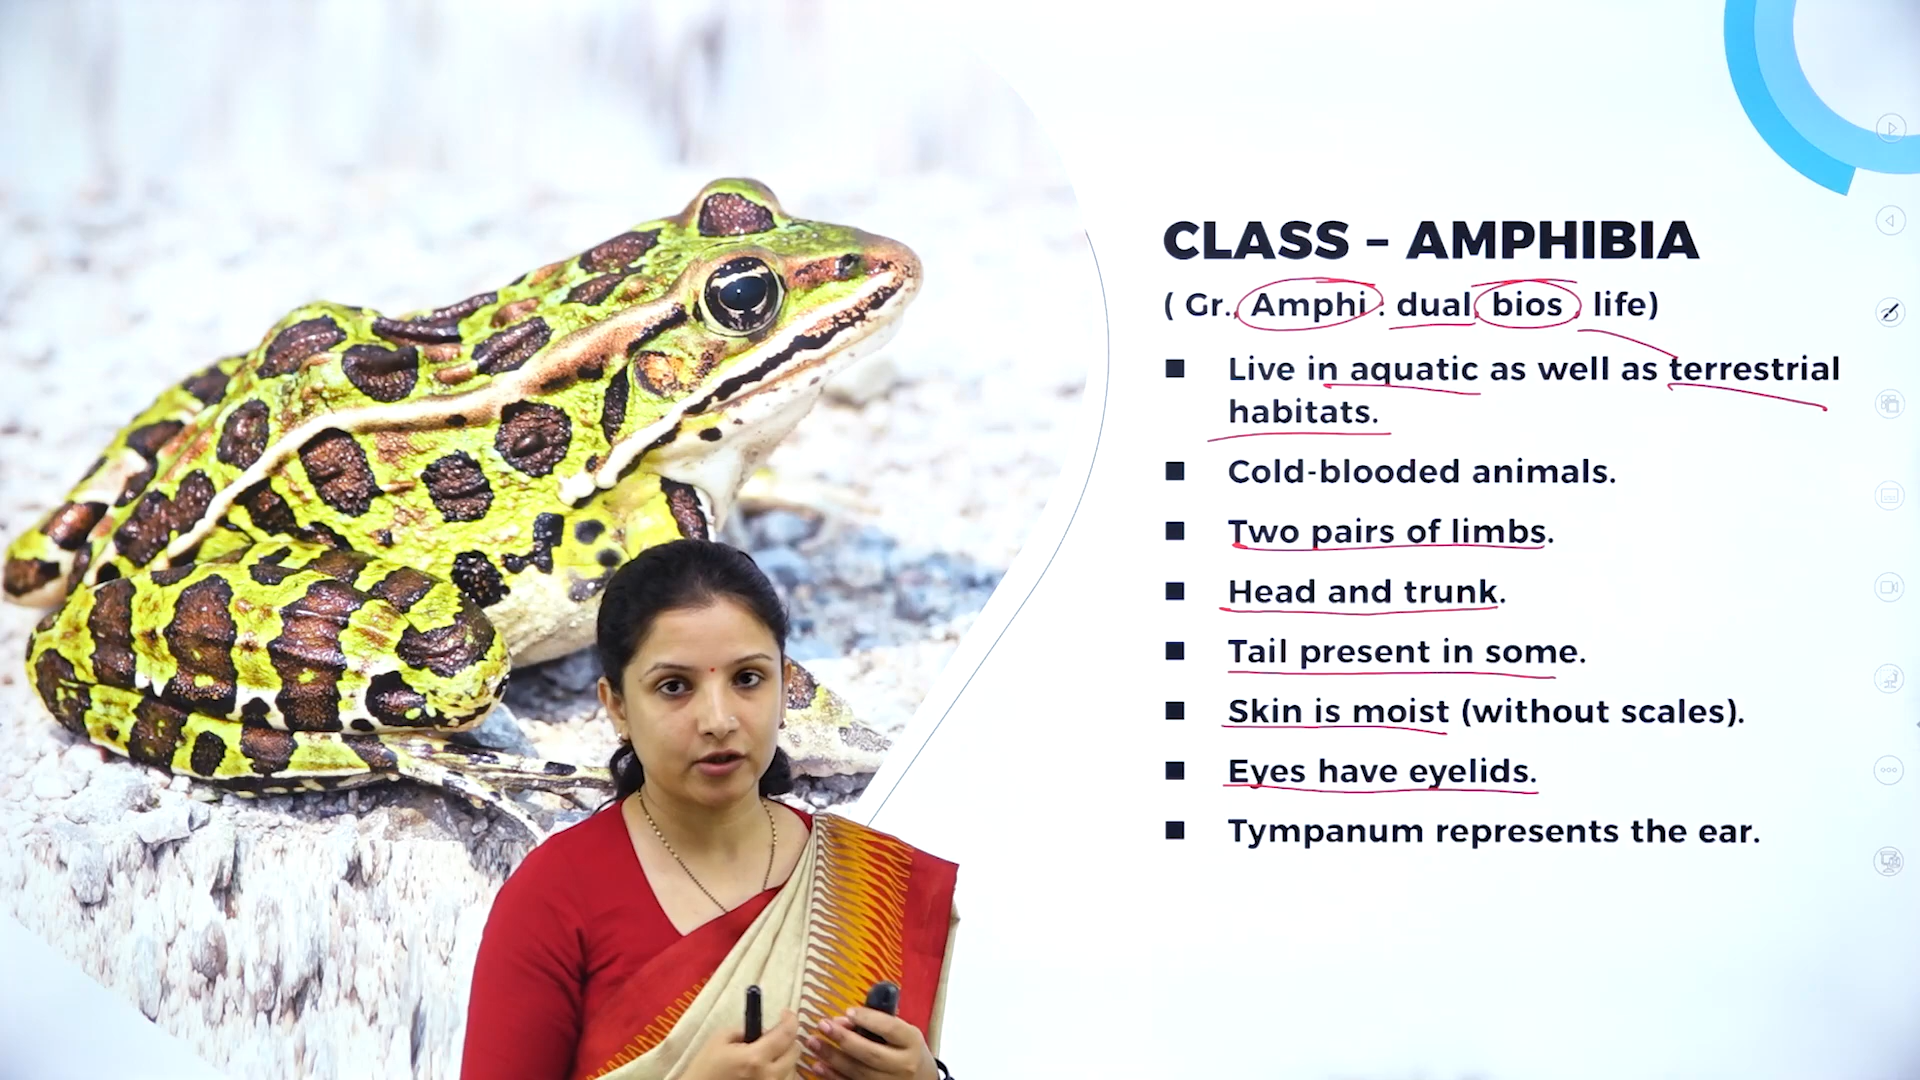 CLASS – AMPHIBIA
( Gr., Amphi : dual, bios, life)
■ Live in aquatic as well as terrestrial
habitats.
■ Cold-blooded animals.
■ Two pairs of limbs.
■ Head and trunk.
■ Tail present in some.
■ Skin is moist (without scales).
■ Eyes have eyelids.
■ Tympanum represents the ear.